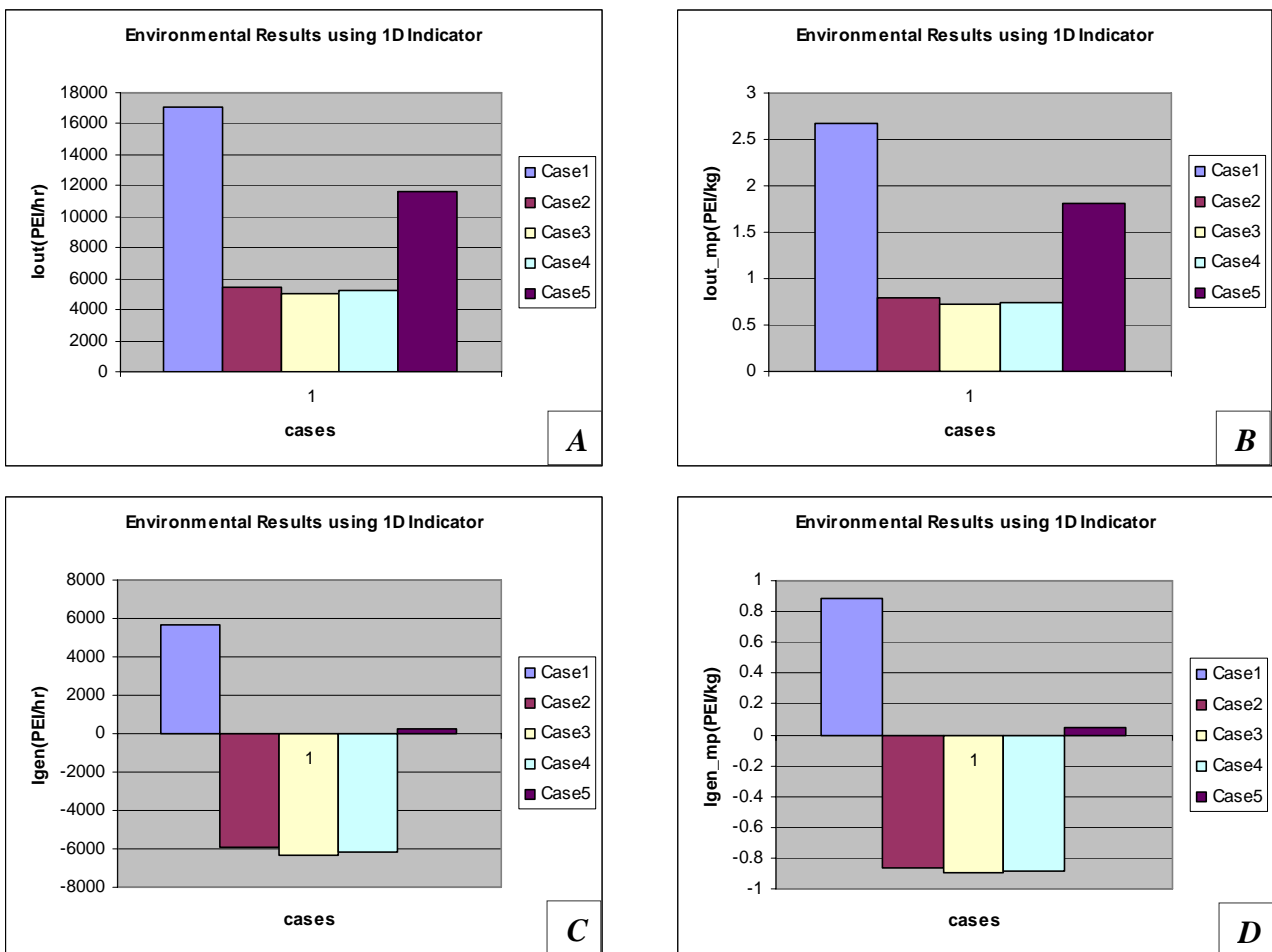 Environmental Results using 1D Indicator
18000
16000
14000
12000
10000
8000
6000
4000
2000
0
Iout(PEI/hr)
1
cases
Case1
Case2
Case3
Case4
Case5
A
Environmental Results using 1D Indicator
3
2.5
2
1.5
1
0.5
0
Iout_mp(PEI/kg)
1
cases
Case1
Case2
Case3
Case4
Case5
B
Environmental Results using 1D Indicator
8000
6000
4000
2000
0
-2000
-4000
-6000
-8000
Igen(PEI/hr)
1
cases
Case1
Case2
Case3
Case4
Case5
C
Environmental Results using 1D Indicator
1
0.8
0.6
0.4
0.2
0
-0.2
-0.4
-0.6
-0.8
-1
Igen_mp(PEI/kg)
1
cases
Case1
Case2
Case3
Case4
Case5
D